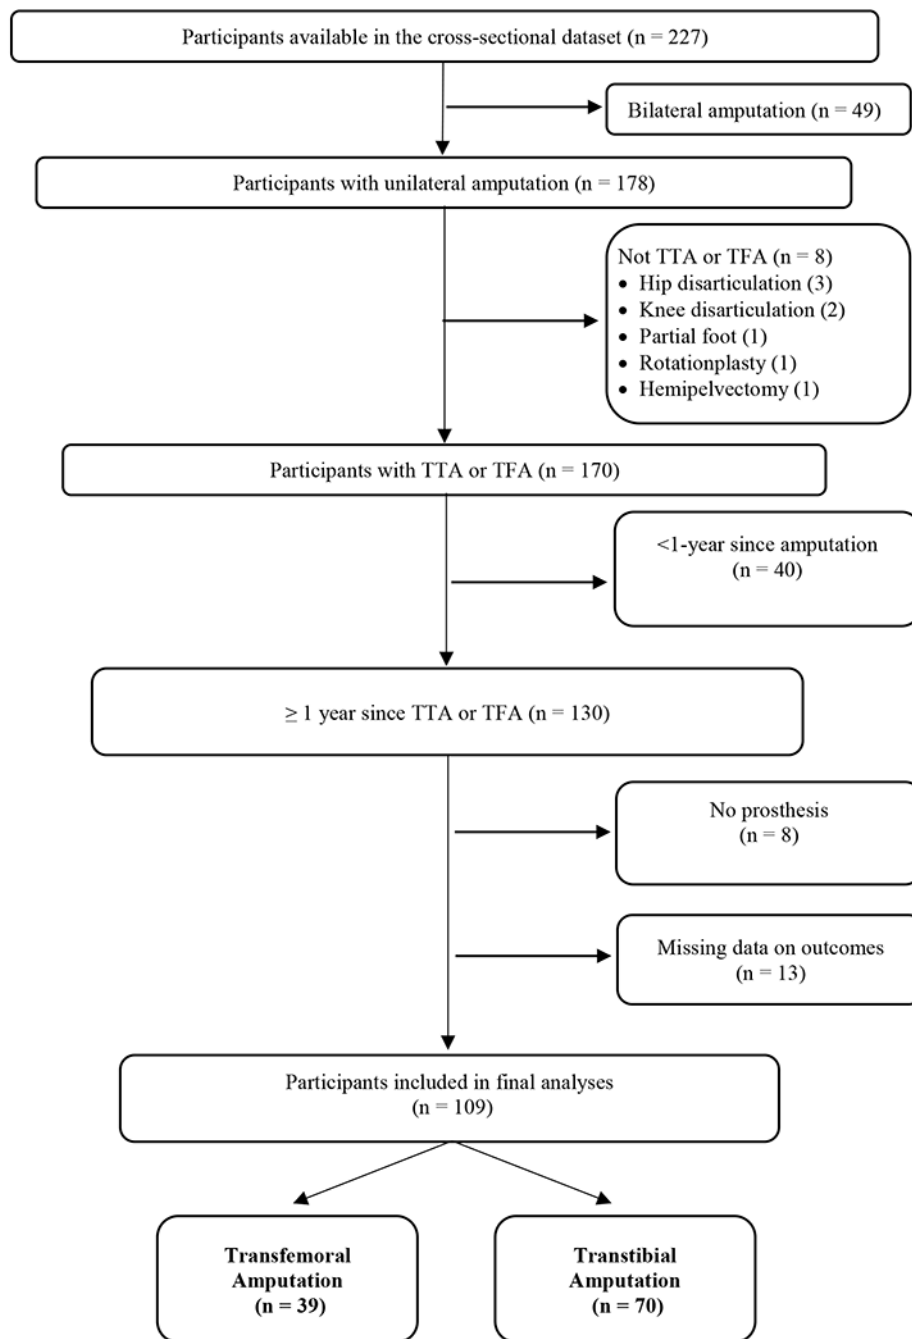 Participants available in the cross-sectional dataset (n = 227)
Bilateral amputation (n = 49)
Participants with unilateral amputation (n = 178)
Not TTA or TFA (n = 8)
• Hip disarticulation (3)
• Knee disarticulation (2)
• Partial foot (1)
• Rotationplasty (1)
• Hemipelvectomy (1)
Participants with TTA or TFA (n = 170)
<1-year since amputation
(n = 40)
≥ 1 year since TTA or TFA (n = 130)
No prosthesis
(n = 8)
Missing data on outcomes
(n = 13)
Participants included in final analyses
(n = 109)
Transfemoral
Amputation
(n = 39)
Transtibial
Amputation
(n = 70)